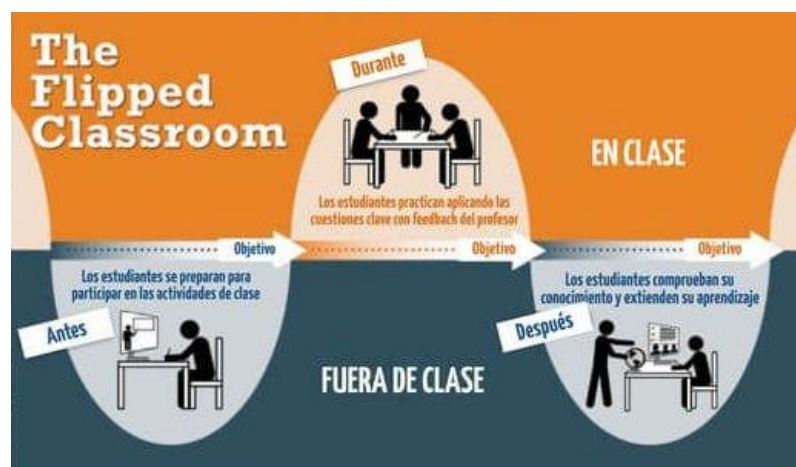 The
Flipped
Classroom
Durante
EN CLASE
Los estudiantes practican aplicando las
cuestiones clave con feedback del profesor
Objetivo
Objetivo
Objetivo
Los estudiantes se preparan para
participar en las actividades de clase
Los estudiantes comprueban su
conocimiento y extienden su aprendizaje
Antes
Después
FUERA DE CLASE